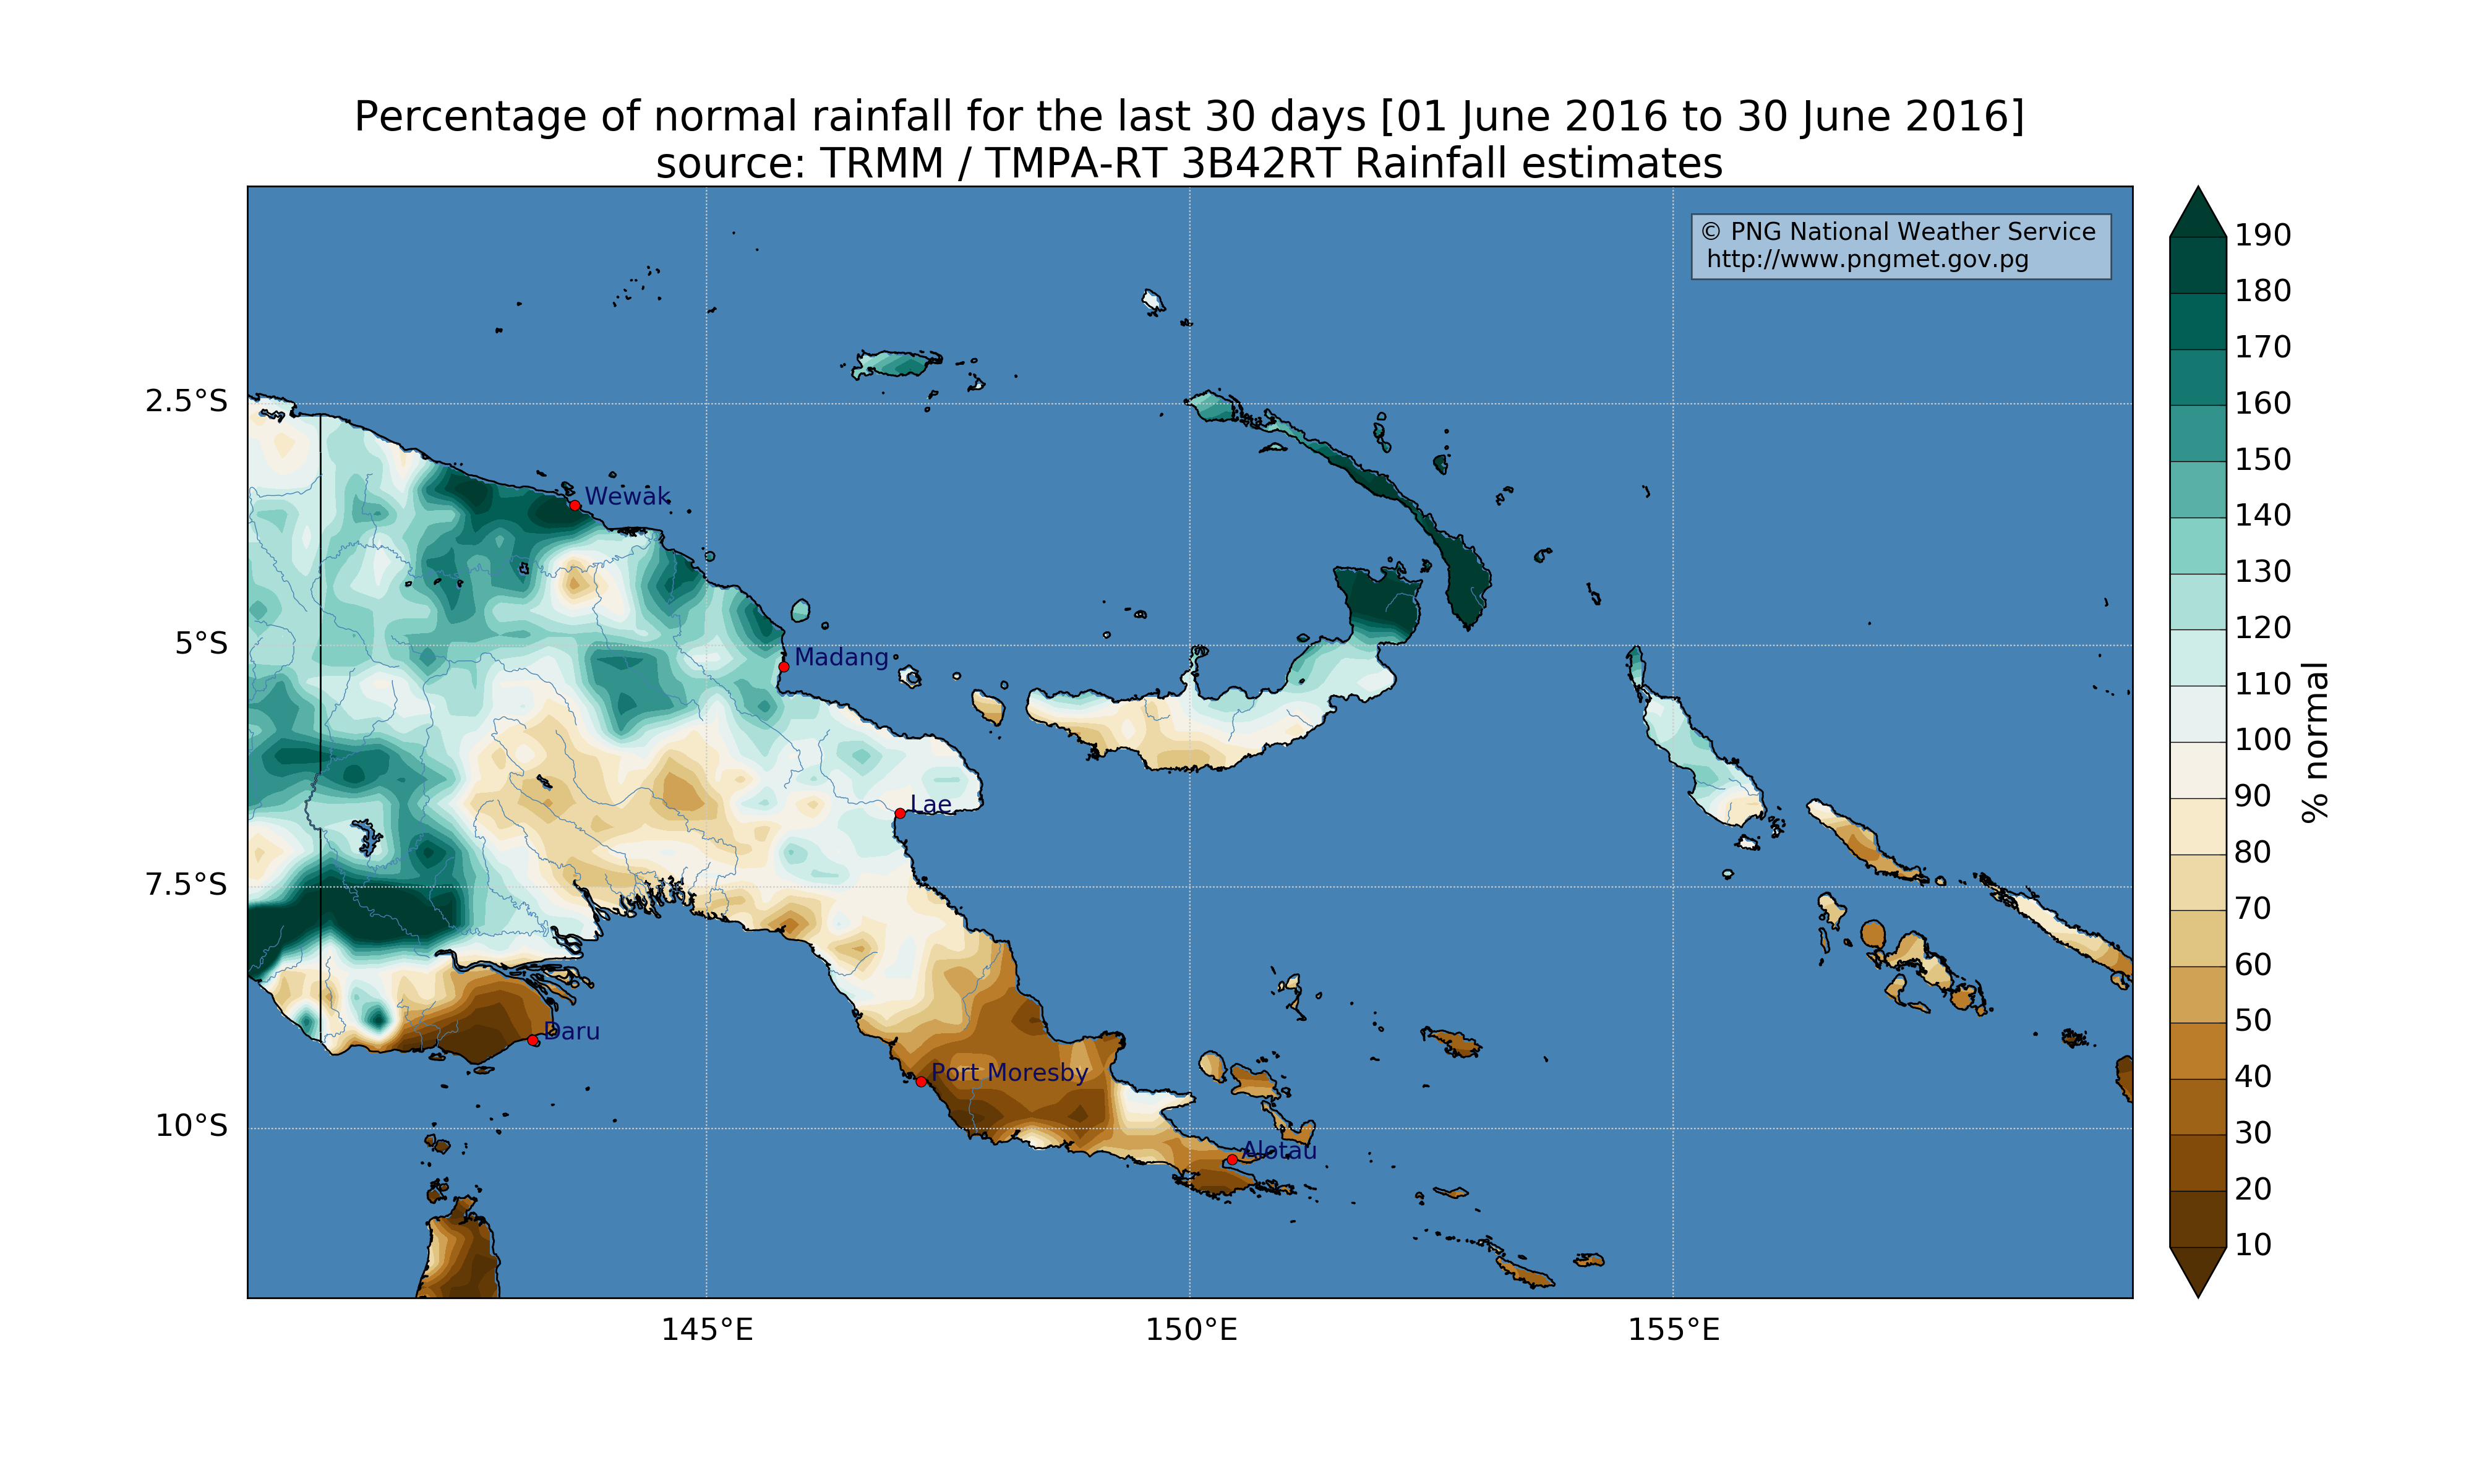 Percentage of normal rainfall for the last 30 days [01 June 2016 to 30 June 2016]
source: TRMM / TMPA-RT 3B42RT Rainfall estimates
© PNG National Weather Service
http://www.pngmet.gov.pg
2.5°S
5°S
7.5°S
10°S
145°E
150°E
155°E
Wewak
Madang
Lae
Daru
Port Moresby
Alotau
190
180
170
160
150
140
130
120
110
100
90
80
70
60
50
40
30
20
10
% normal